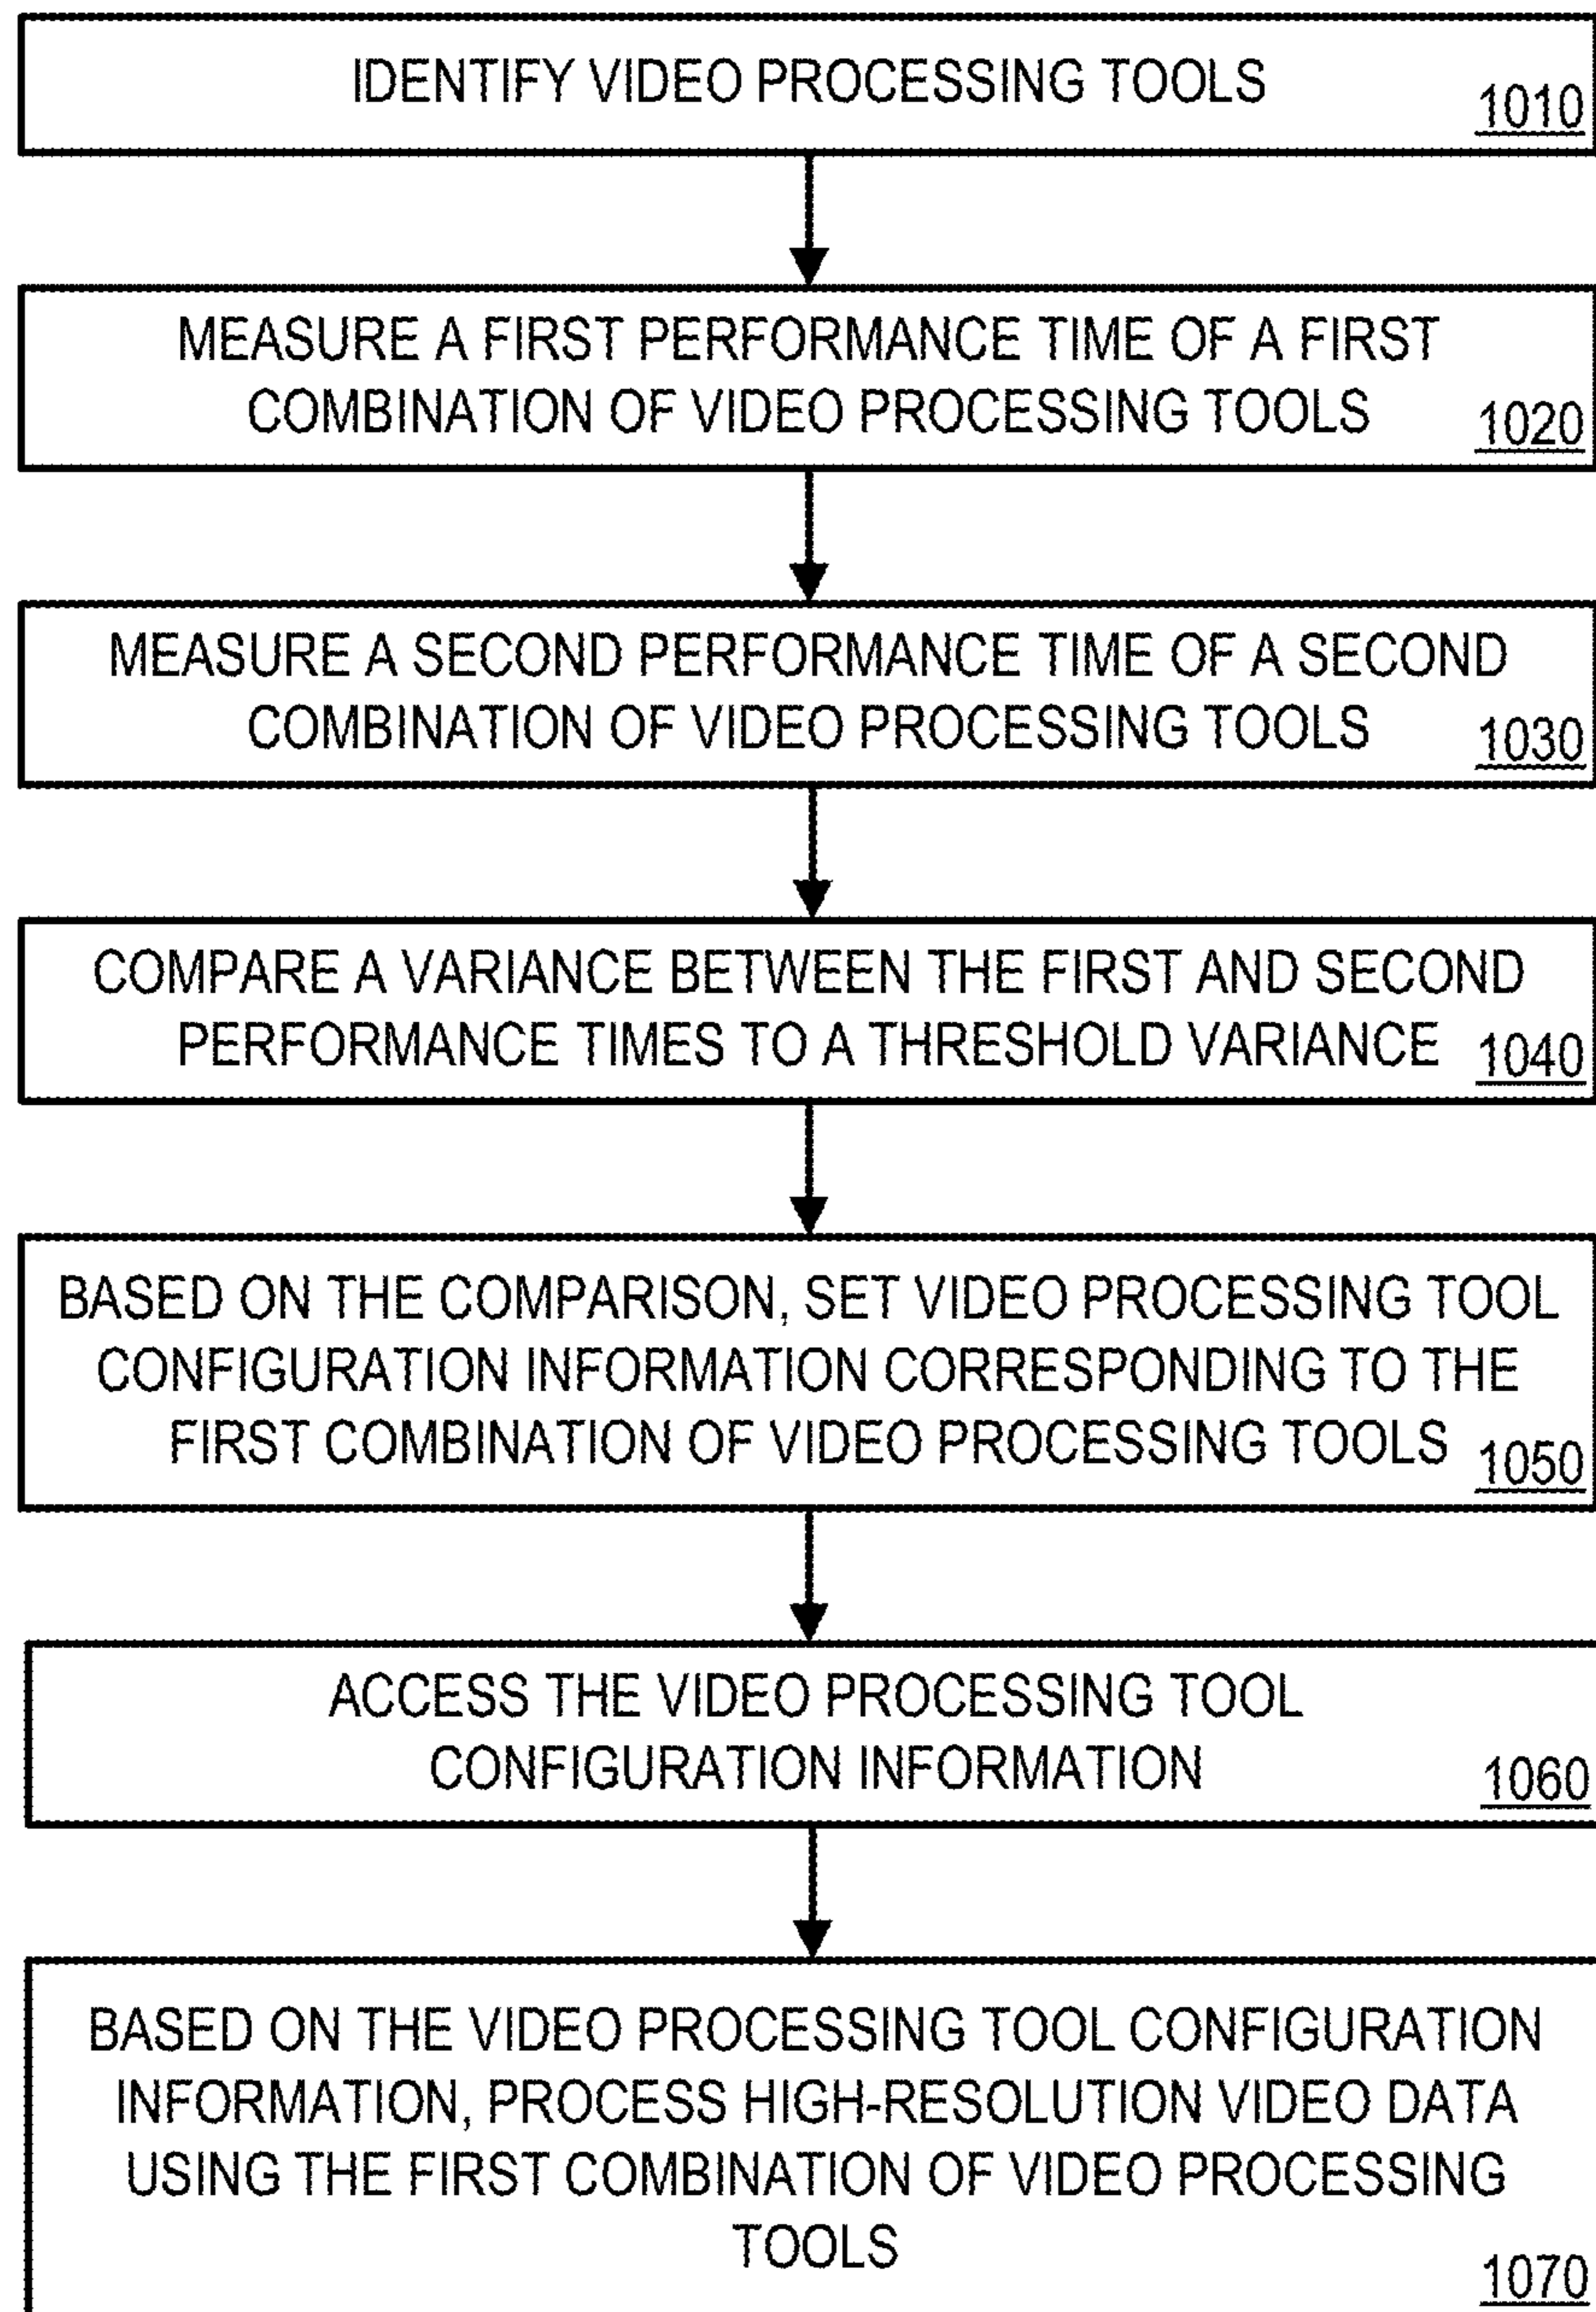 IDENTIFY VIDEO PROCESSING TOOLS
1010
MEASURE A FIRST PERFORMANCE TIME OF A FIRST
COMBINATION OF VIDEO PROCESSING TOOLS
1020
MEASURE A SECOND PERFORMANCE TIME OF A SECOND
COMBINATION OF VIDEO PROCESSING TOOLS
1030
COMPARE A VARIANCE BETWEEN THE FIRST AND SECOND
PERFORMANCE TIMES TO A THRESHOLD VARIANCE
1040
BASED ON THE COMPARISON, SET VIDEO PROCESSING TOOL
CONFIGURATION INFORMATION CORRESPONDING TO THE
FIRST COMBINATION OF VIDEO PROCESSING TOOLS
1050
ACCESS THE VIDEO PROCESSING TOOL
CONFIGURATION INFORMATION
1060
BASED ON THE VIDEO PROCESSING TOOL CONFIGURATION
INFORMATION, PROCESS HIGH-RESOLUTION VIDEO DATA
USING THE FIRST COMBINATION OF VIDEO PROCESSING
TOOLS
1070